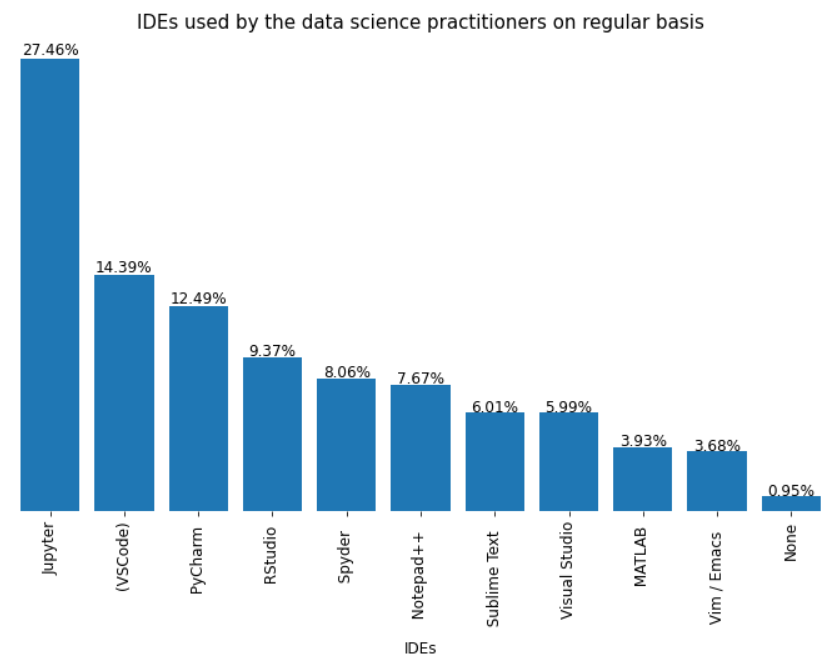 IDEs used by the data science practitioners on regular basis
27.46%
14.39%
12.49%
9.37%
8.06%
7.67%
6.01%
5.99%
3.93%
3.68%
0.95%
Jupyter
(VSCode)
PyCharm
RStudio
Spyder
Notepad++
Sublime Text
Visual Studio
MATLAB
Vim / Emacs
None
IDEs